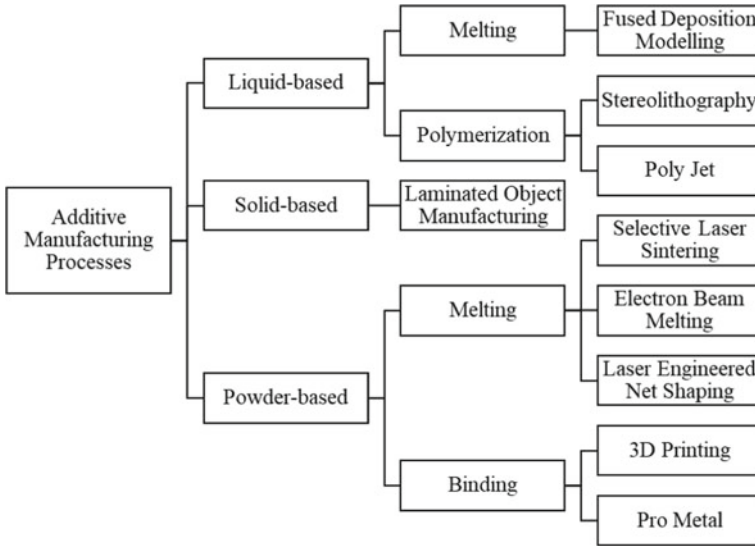 Additive
Manufacturing
Processes
Liquid-based
Melting
Fused Deposition
Modelling
Polymerization
Stereolithography
Poly Jet
Solid-based
Laminated Object
Manufacturing
Powder-based
Melting
Selective Laser
Sintering
Electron Beam
Melting
Laser Engineered
Net Shaping
Binding
3D Printing
Pro Metal